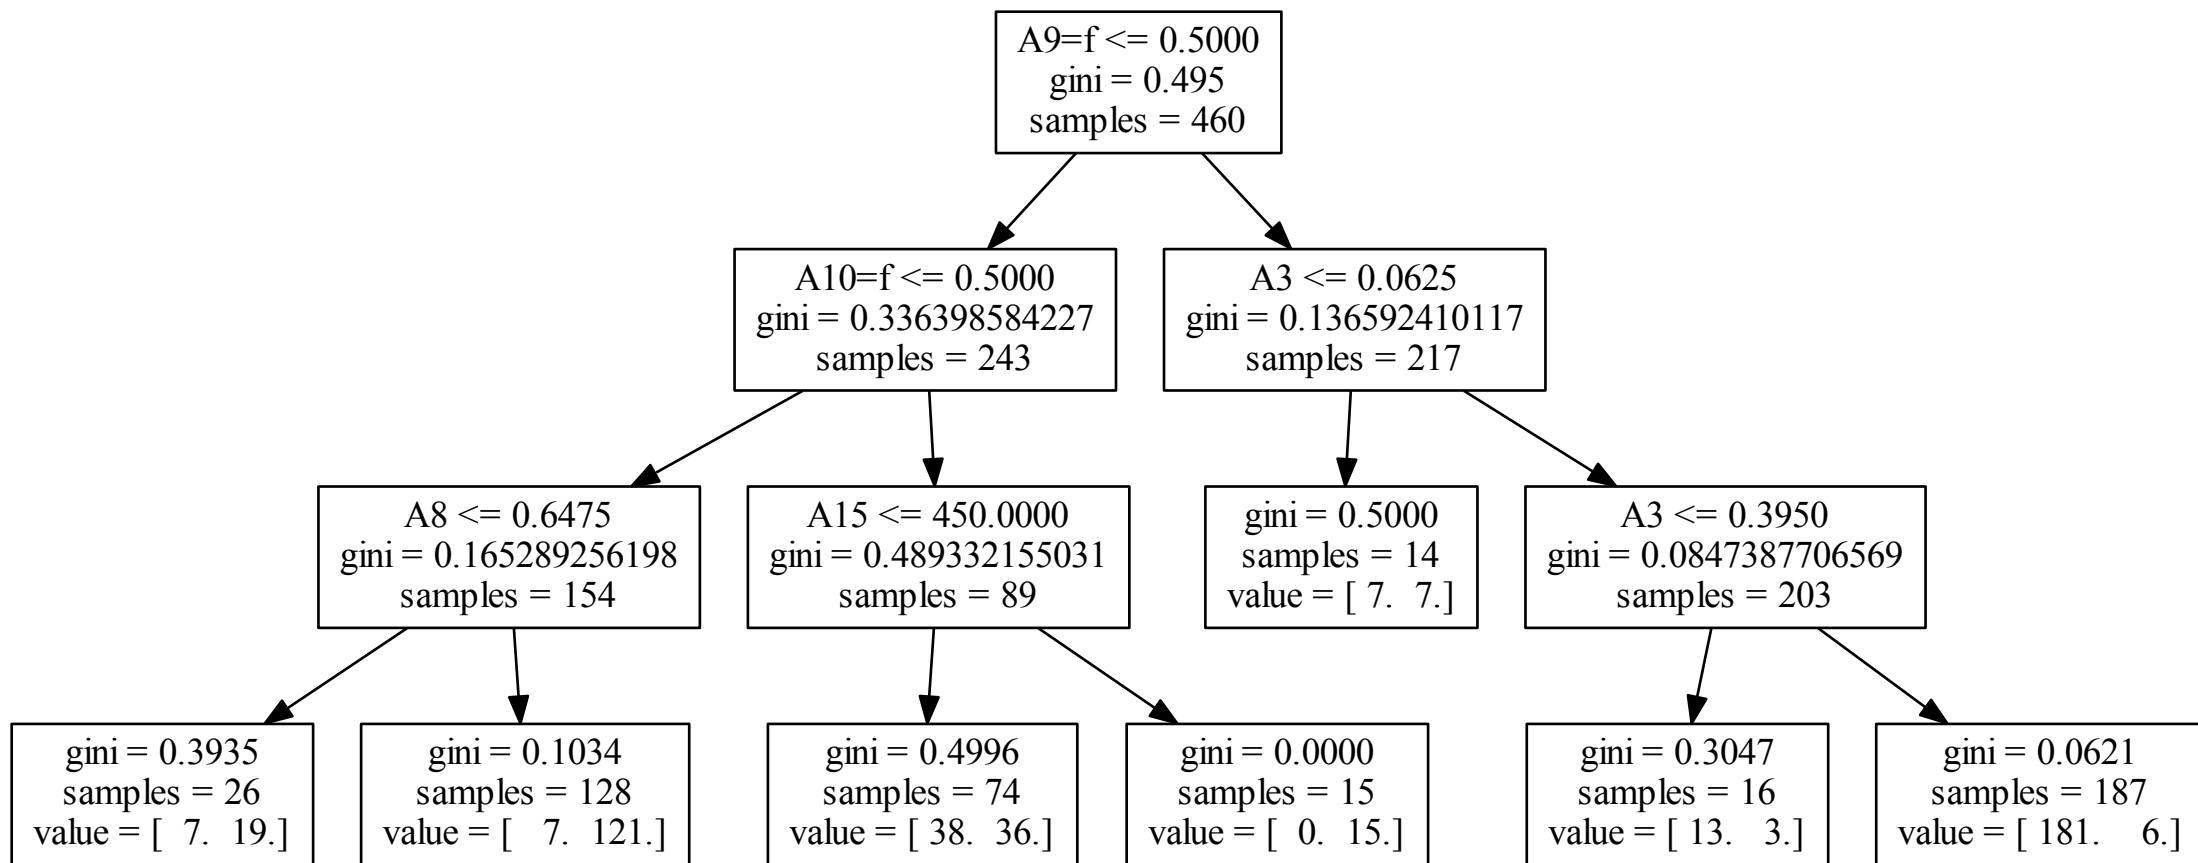 A9=f <= 0.5000
gini = 0.495
samples = 460
A10=f <= 0.5000
gini = 0.336398584227
samples = 243
A3 <= 0.0625
gini = 0.136592410117
samples = 217
A8 <= 0.6475
gini = 0.165289256198
samples = 154
A15 <= 450.0000
gini = 0.489332155031
samples = 89
gini = 0.5000
samples = 14
value = [ 7.  7.]
A3 <= 0.3950
gini = 0.0847387706569
samples = 203
gini = 0.3935
samples = 26
value = [  7.  19.]
gini = 0.1034
samples = 128
value = [   7.  121.]
gini = 0.4996
samples = 74
value = [ 38.  36.]
gini = 0.0000
samples = 15
value = [  0.  15.]
gini = 0.3047
samples = 16
value = [ 13.   3.]
gini = 0.0621
samples = 187
value = [ 181.    6.]